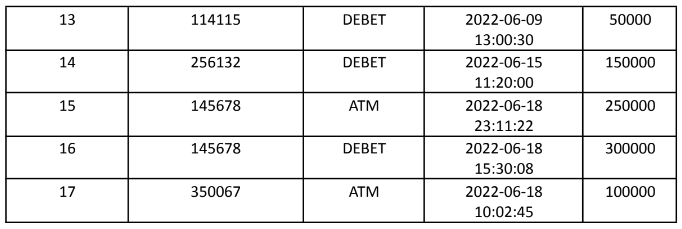 13 114115 DEBET 2022-06-09 50000
13:00:30
14 256132 DEBET 2022-06-15 150000
11:20:00
15 145678 ATM 2022-06-18 250000
23:11:22
16 145678 DEBET 2022-06-18 300000
15:30:08
17 350067 ATM 2022-06-18 100000
10:02:45